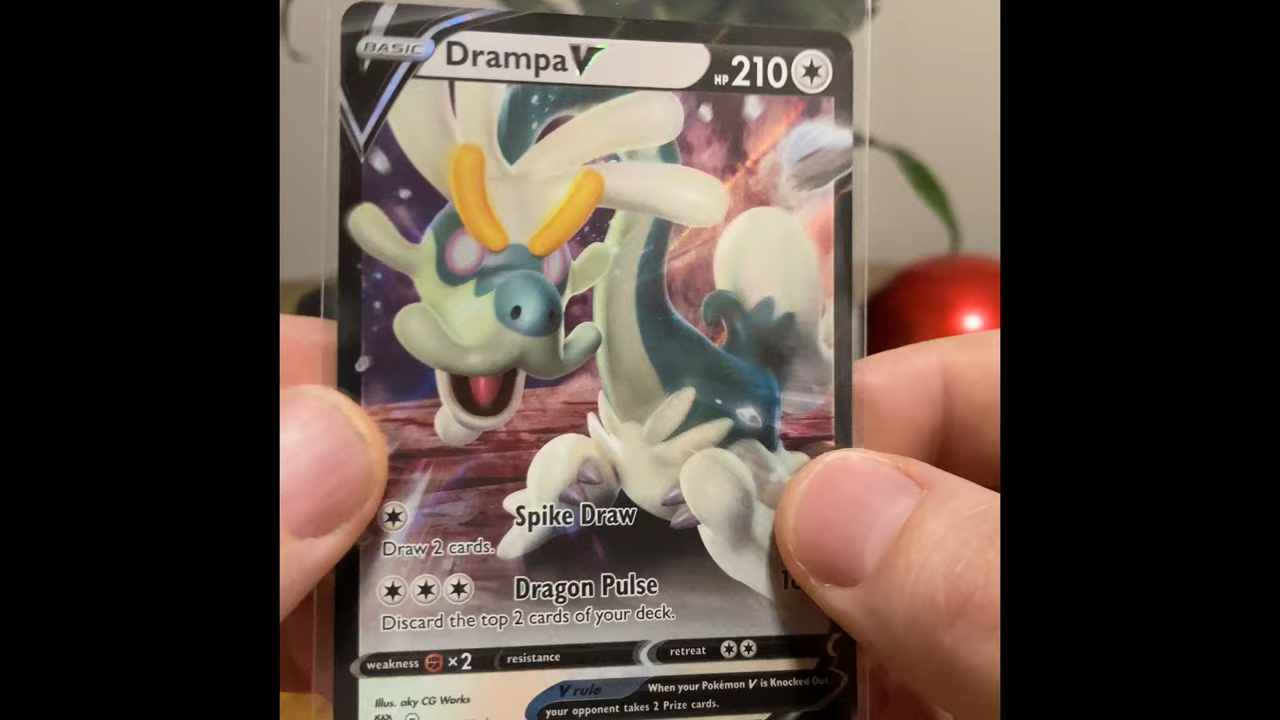 BASIC Drampa V HP 210
Spike Draw
Draw 2 cards.
Dragon Pulse
Discard the top 2 cards of your deck.
weakness ×2 resistance retreat
V rule When your Pokémon V is Knocked Out,
your opponent takes 2 Prize cards.
Illus. aky CG Works